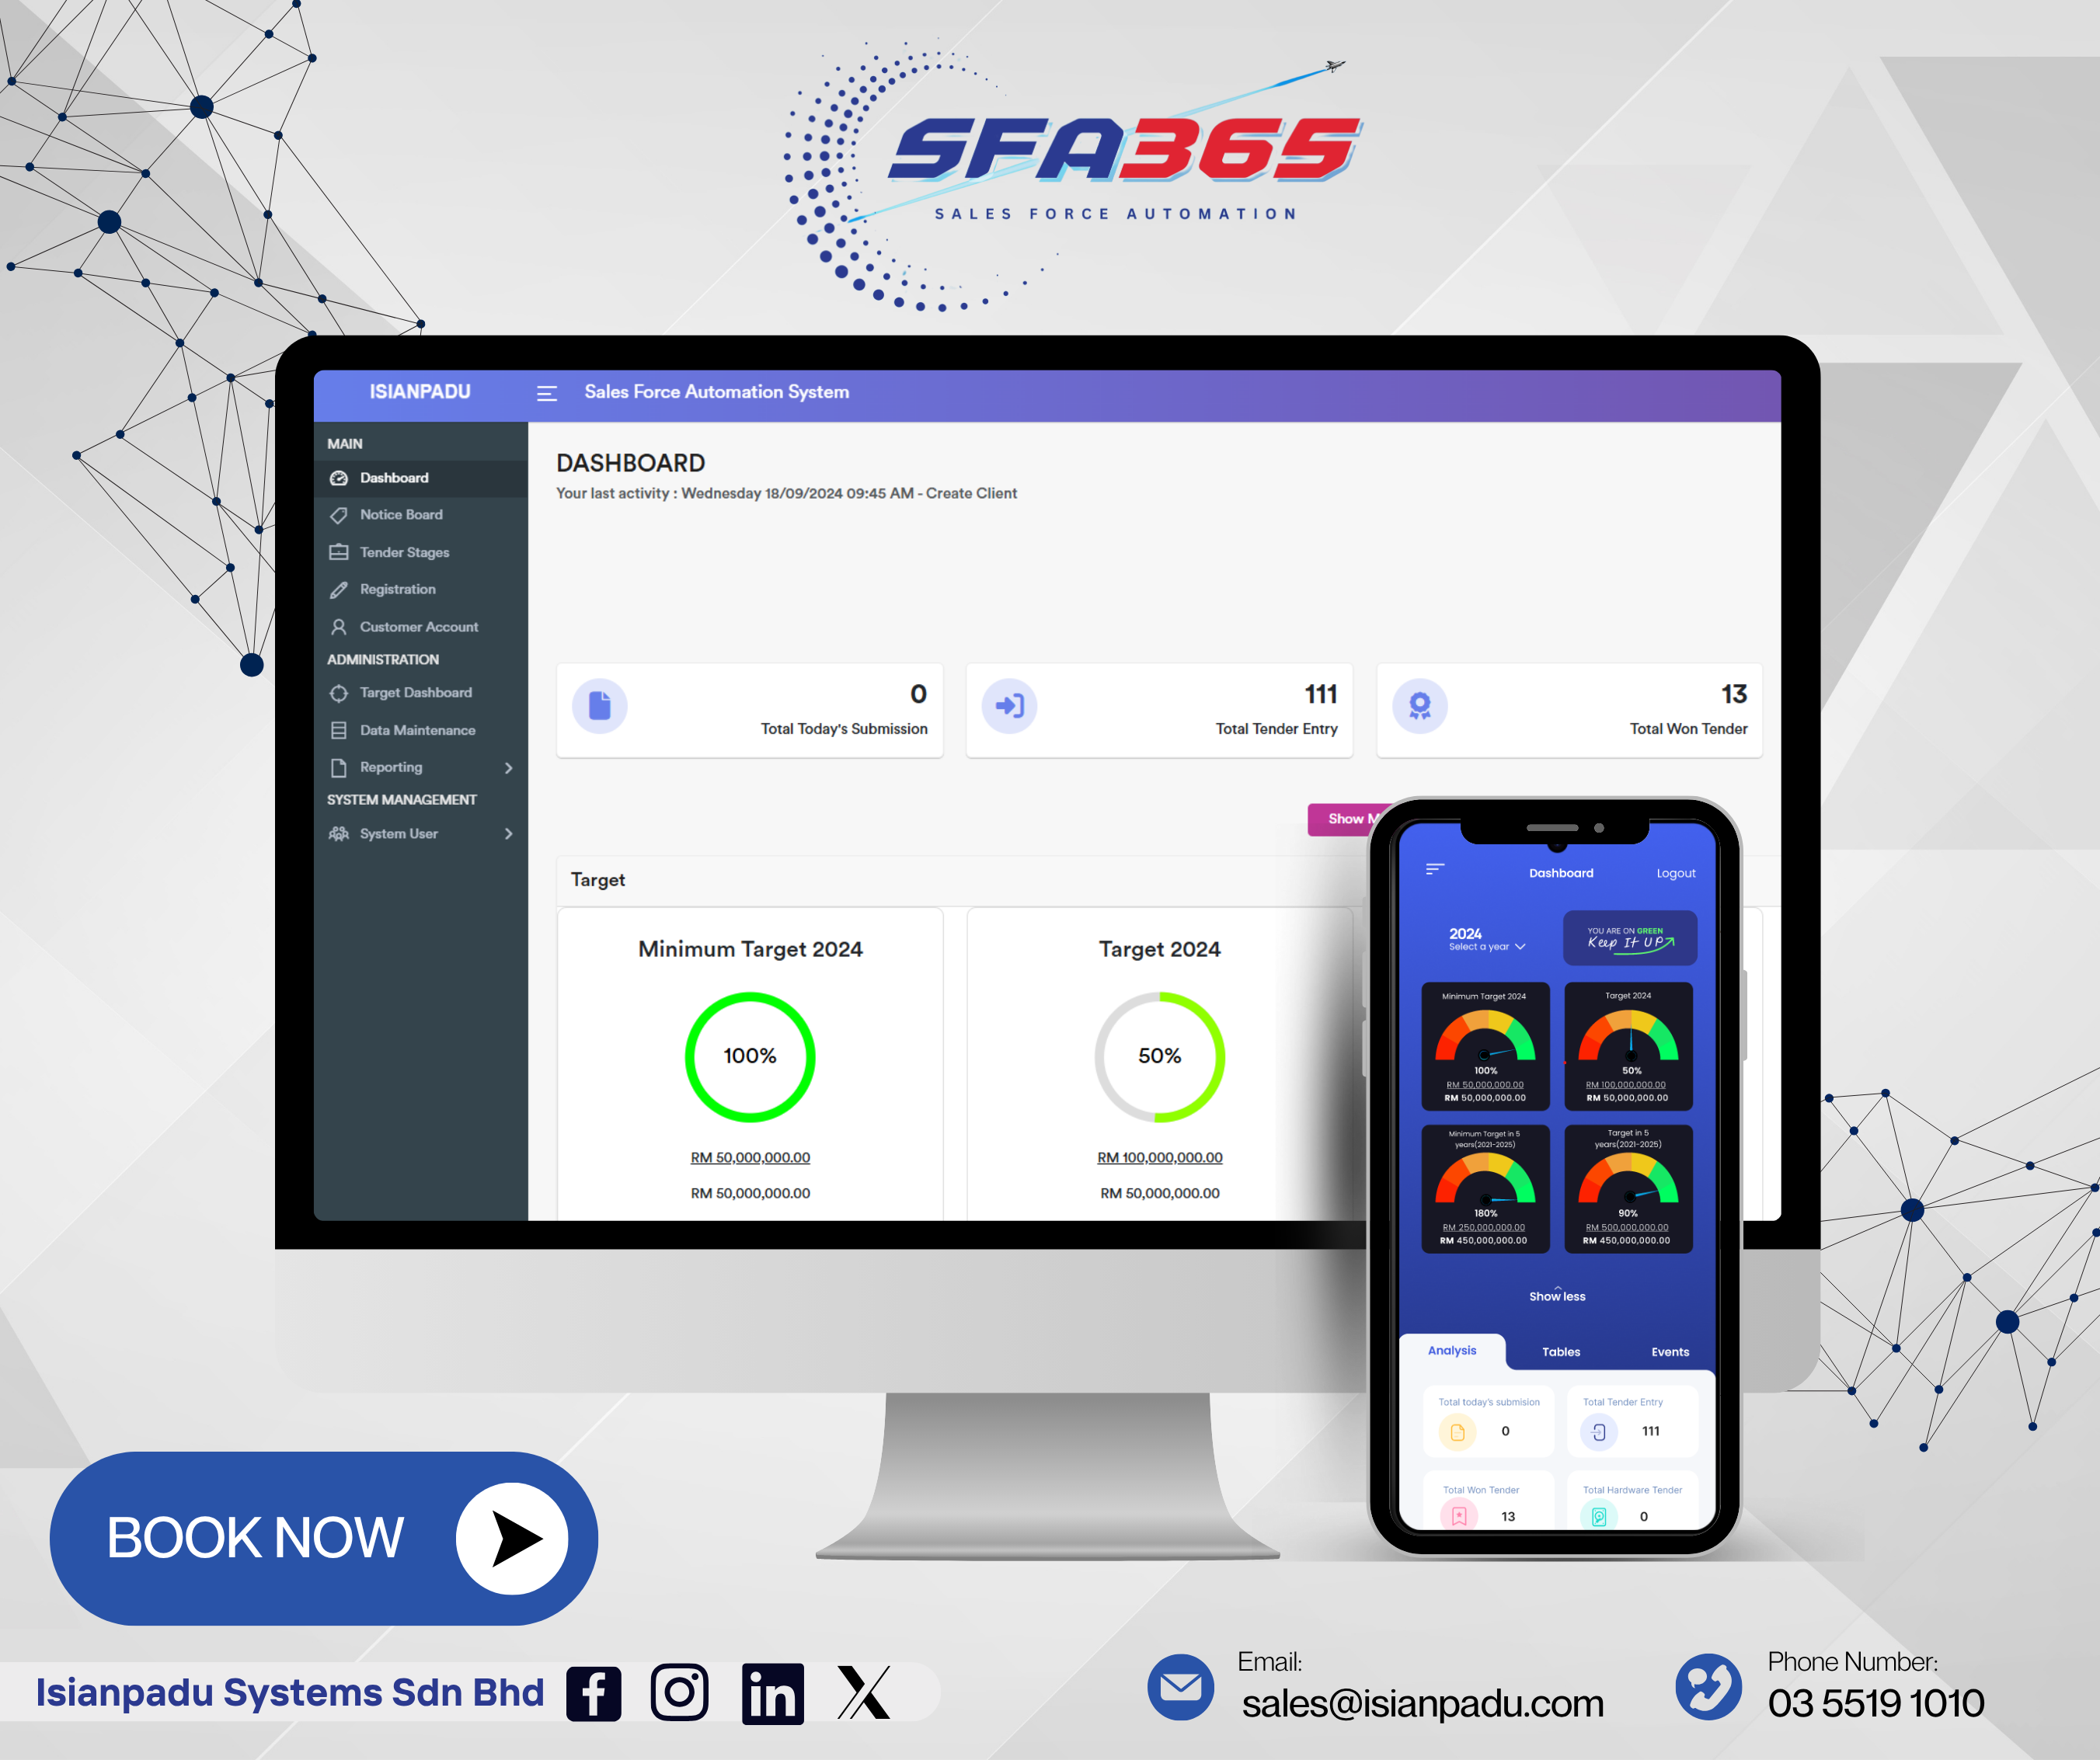 SFA365
SALES FORCE AUTOMATION
ISIANPADU
Sales Force Automation System
MAIN
Dashboard
Notice Board
Tender Stages
Registration
Customer Account
ADMINISTRATION
Target Dashboard
Data Maintenance
Reporting
SYSTEM MANAGEMENT
System User
DASHBOARD
Your last activity : Wednesday 18/09/2024 09:45 AM - Create Client
0
Total Today's Submission
111
Total Tender Entry
13
Total Won Tender
Show M
Target
Minimum Target 2024
100%
RM 50,000,000.00
RM 50,000,000.00
Target 2024
50%
RM 100,000,000.00
RM 50,000,000.00
Dashboard
Logout
2024
Select a year
YOU ARE ON GREEN
Keep It UP
Minimum Target 2024
100%
RM 50,000,000.00
RM 50,000,000.00
Target 2024
50%
RM 100,000,000.00
RM 50,000,000.00
Minimum Target in 5
years(2021-2025)
180%
RM 250,000,000.00
RM 450,000,000.00
Target in 5
years(2021-2025)
90%
RM 500,000,000.00
RM 450,000,000.00
Show less
Analysis
Tables
Events
Total today's submision
0
Total Tender Entry
111
Total Won Tender
13
Total Hardware Tender
0
BOOK NOW
Isianpadu Systems Sdn Bhd
Email:
sales@isianpadu.com
Phone Number:
03 5519 1010